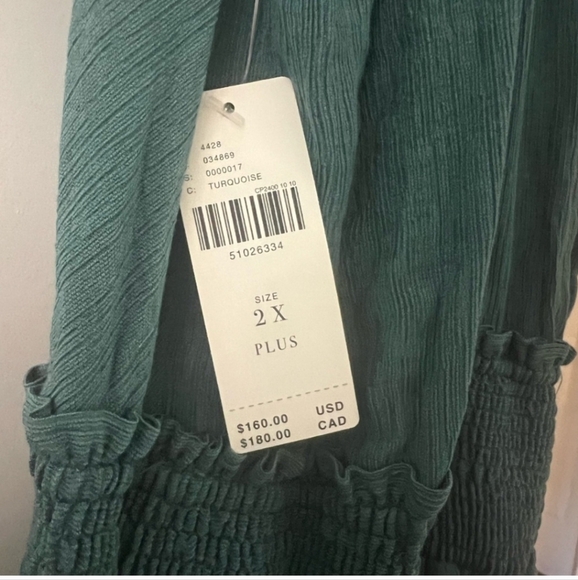 4428
034869
S: 0000017
C: TURQUOISE
CP2400 10 10
51026334
SIZE
2X
PLUS
$160.00 USD
$180.00 CAD